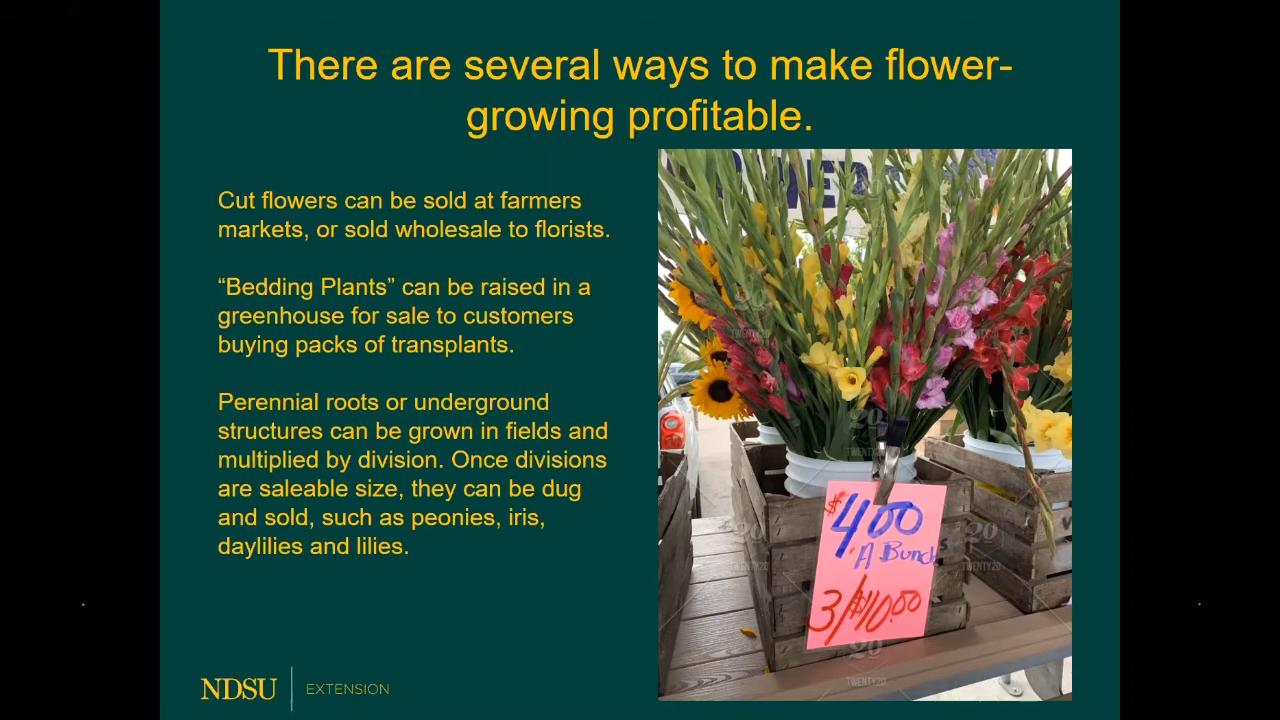 There are several ways to make flower-
growing profitable.
Cut flowers can be sold at farmers
markets, or sold wholesale to florists.
“Bedding Plants” can be raised in a
greenhouse for sale to customers
buying packs of transplants.
Perennial roots or underground
structures can be grown in fields and
multiplied by division. Once divisions
are saleable size, they can be dug
and sold, such as peonies, iris,
daylilies and lilies.
$4.00
A Bunch
3/$10.00
20
TWENTY20
NDSU EXTENSION